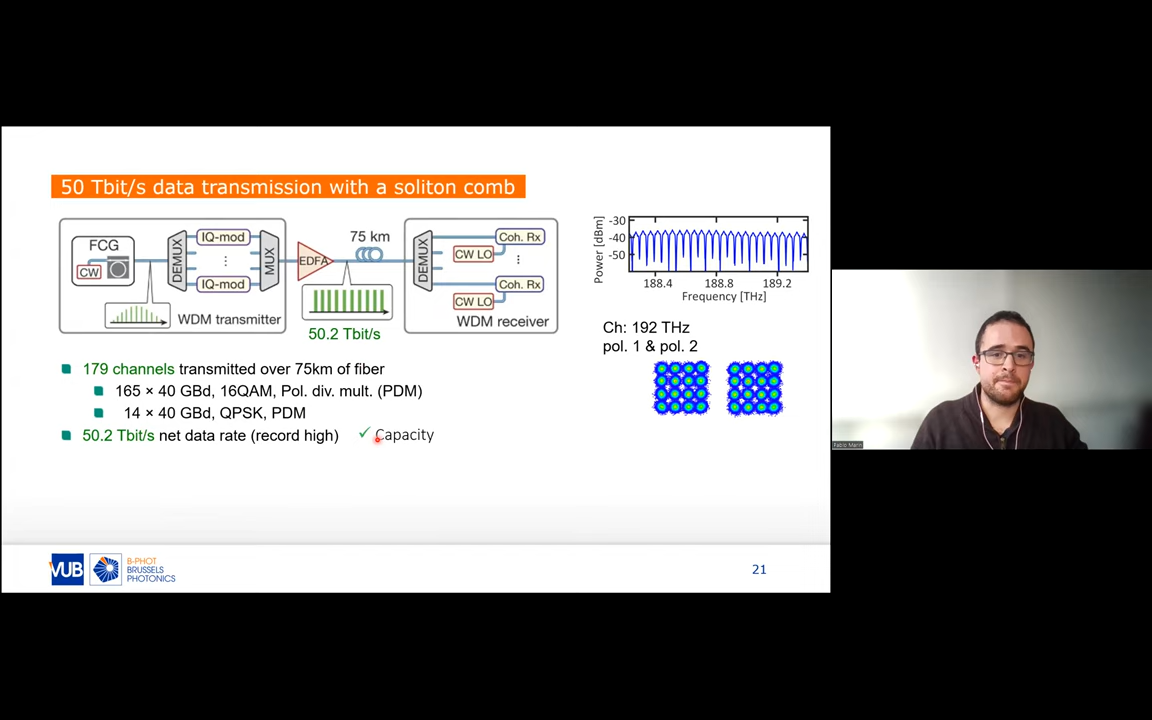 50 Tbit/s data transmission with a soliton comb
FCG
CW
DEMUX
IQ-mod
⋮
IQ-mod
MUX
WDM transmitter
EDFA
75 km
50.2 Tbit/s
DEMUX
Coh. Rx
CW LO
⋮
Coh. Rx
CW LO
WDM receiver
Power [dBm]
-30
-40
-50
188.4 188.8 189.2
Frequency [THz]
Ch: 192 THz
pol. 1 & pol. 2
179 channels transmitted over 75km of fiber
165 × 40 GBd, 16QAM, Pol. div. mult. (PDM)
14 × 40 GBd, QPSK, PDM
50.2 Tbit/s net data rate (record high) ✓ Capacity
VUB
B-PHOT
BRUSSELS
PHOTONICS
21